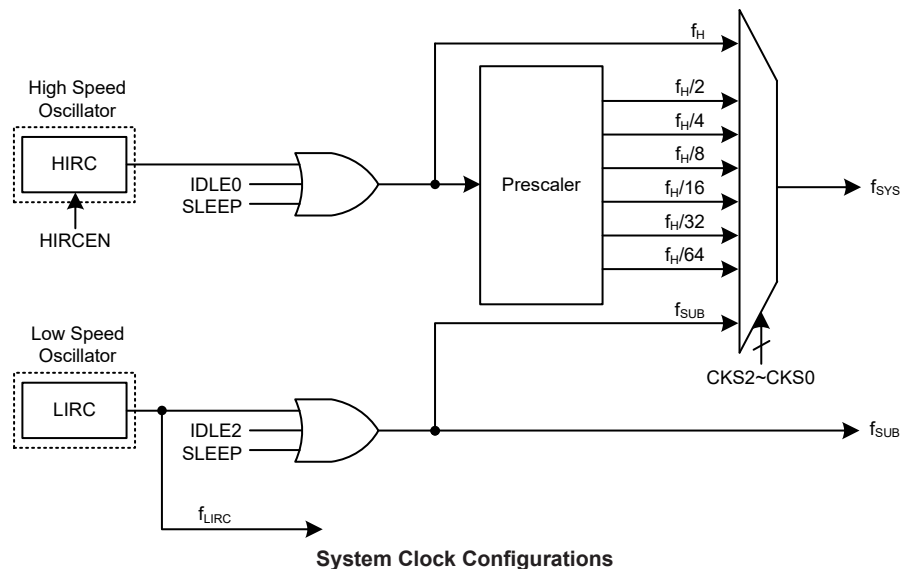 High Speed
Oscillator
HIRC
HIRCEN
IDLE0
SLEEP
Prescaler
fH
fH/2
fH/4
fH/8
fH/16
fH/32
fH/64
fSUB
CKS2~CKS0
fSYS
Low Speed
Oscillator
LIRC
IDLE2
SLEEP
fSUB
fLIRC
System Clock Configurations